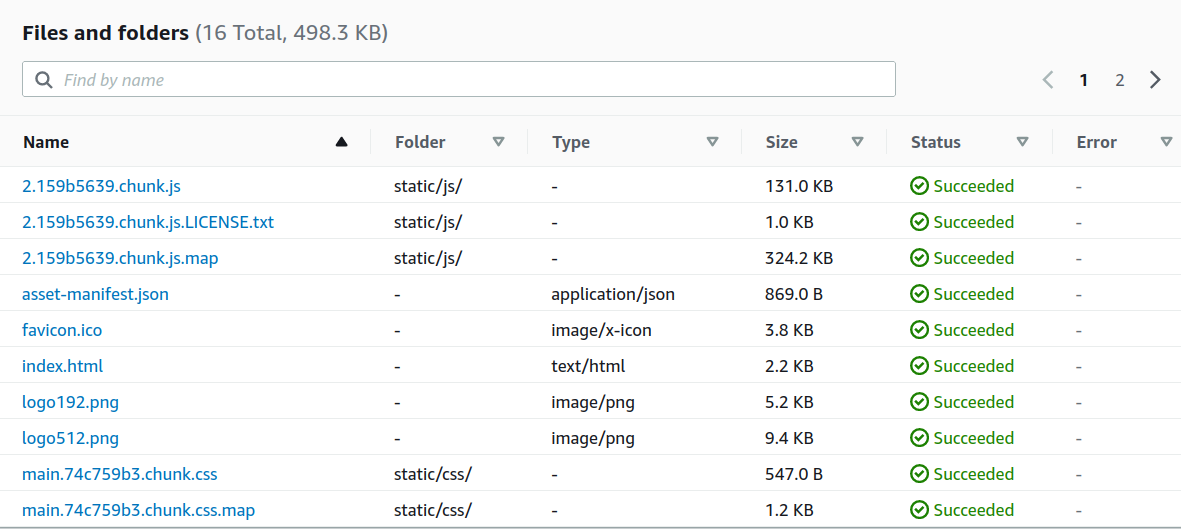 Files and folders (16 Total, 498.3 KB)
Find by name
1 2
Name Folder Type Size Status Error
2.159b5639.chunk.js static/js/ - 131.0 KB Succeeded -
2.159b5639.chunk.js.LICENSE.txt static/js/ - 1.0 KB Succeeded -
2.159b5639.chunk.js.map static/js/ - 324.2 KB Succeeded -
asset-manifest.json - application/json 869.0 B Succeeded -
favicon.ico - image/x-icon 3.8 KB Succeeded -
index.html - text/html 2.2 KB Succeeded -
logo192.png - image/png 5.2 KB Succeeded -
logo512.png - image/png 9.4 KB Succeeded -
main.74c759b3.chunk.css static/css/ - 547.0 B Succeeded -
main.74c759b3.chunk.css.map static/css/ - 1.2 KB Succeeded -